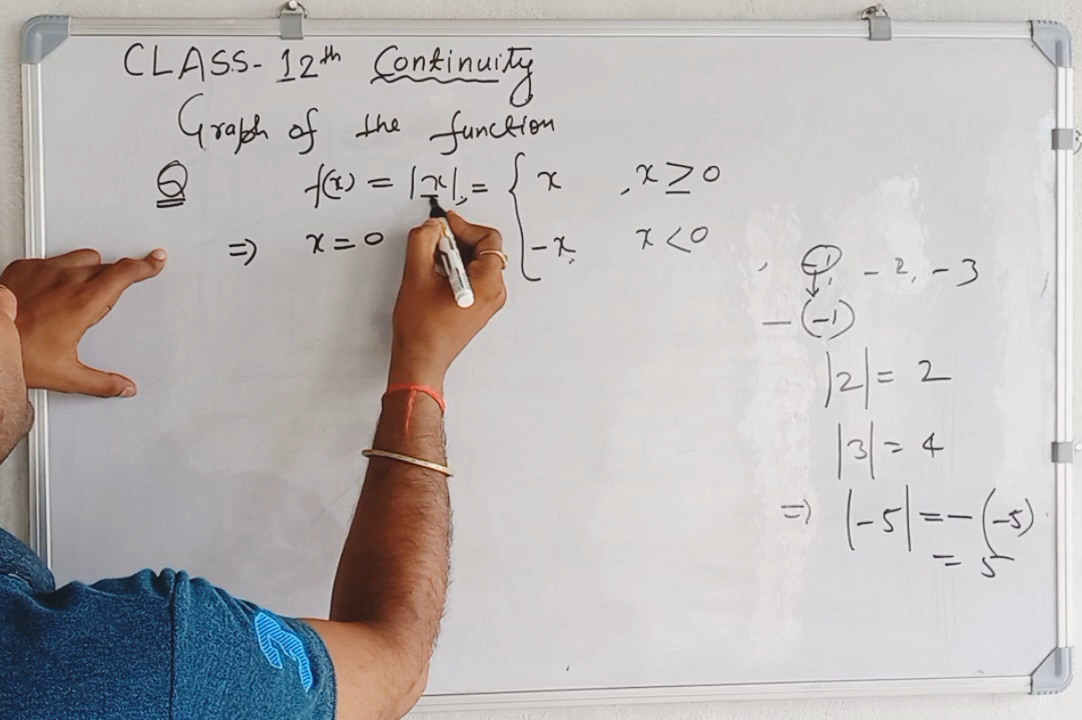 CLASS-12th Continuity
Graph of the function
Q f(x) = |x| = { x , x ≥ 0
⇒ x = 0 -x, x < 0
, -1, -2, -3
-(-1)
|2| = 2
|3| = 4
⇒ |-5| = -(-5)
= 5